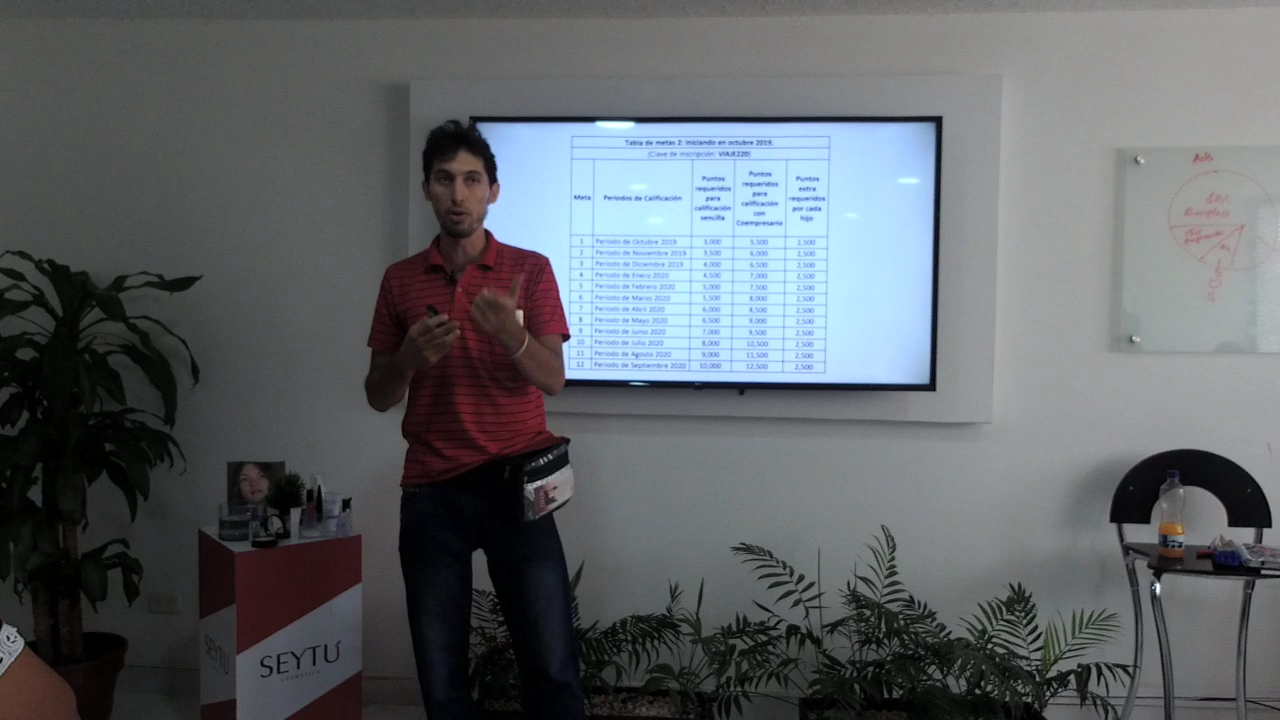 Tabla de metas 2: Iniciando en octubre 2019.
(Clave de inscripción: VIAJE220)
Meta Periodos de Calificación Puntos requeridos para calificación sencilla Puntos requeridos para calificación con Coempresario Puntos extra requeridos por cada hijo
1 Periodo de Octubre 2019 3,000 5,500 2,500
2 Periodo de Noviembre 2019 3,500 6,000 2,500
3 Periodo de Diciembre 2019 4,000 6,500 2,500
4 Periodo de Enero 2020 4,500 7,000 2,500
5 Periodo de Febrero 2020 5,000 7,500 2,500
6 Periodo de Marzo 2020 5,500 8,000 2,500
7 Periodo de Abril 2020 6,000 8,500 2,500
8 Periodo de Mayo 2020 6,500 9,000 2,500
9 Periodo de Junio 2020 7,000 9,500 2,500
10 Periodo de Julio 2020 8,000 10,500 2,500
11 Periodo de Agosto 2020 9,000 11,500 2,500
12 Periodo de Septiembre 2020 10,000 12,500 2,500
Empleo
SEYTÚ
COSMÉTICA
SEYTÚ